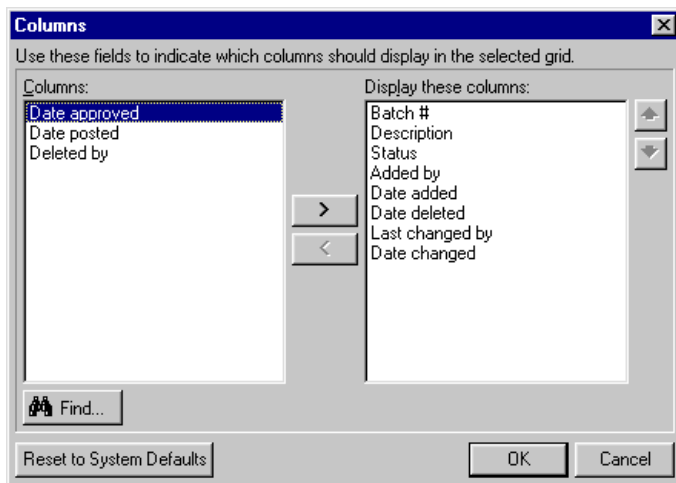 Columns
Use these fields to indicate which columns should display in the selected grid.
Columns:
Date approved
Date posted
Deleted by
>
<
Display these columns:
Batch #
Description
Status
Added by
Date added
Date deleted
Last changed by
Date changed
Find...
Reset to System Defaults
OK
Cancel